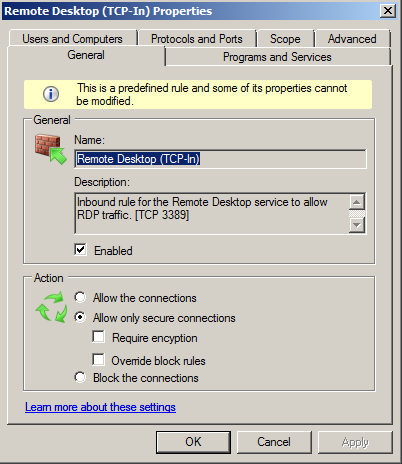 Remote Desktop (TCP-In) Properties
Users and Computers
Protocols and Ports
Scope
Advanced
General
Programs and Services
This is a predefined rule and some of its properties cannot
be modified.
General
Name:
Remote Desktop (TCP-In)
Description:
Inbound rule for the Remote Desktop service to allow
RDP traffic. [TCP 3389]
Enabled
Action
Allow the connections
Allow only secure connections
Require encyption
Override block rules
Block the connections
Learn more about these settings
OK
Cancel
Apply